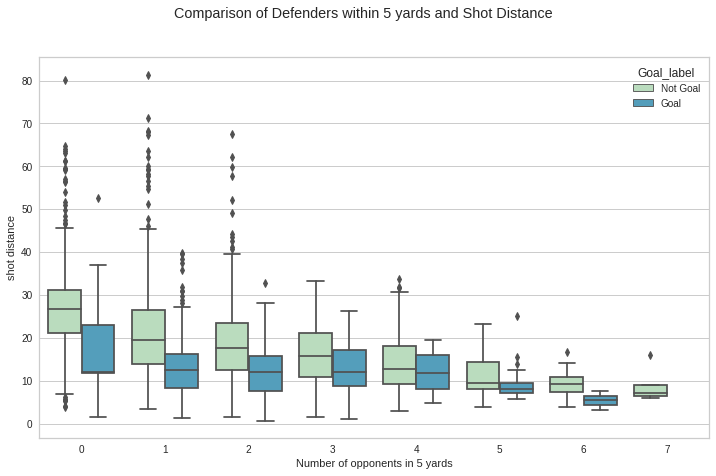 Comparison of Defenders within 5 yards and Shot Distance
Goal_label
Not Goal
Goal
shot distance
80
70
60
50
40
30
20
10
0
0 1 2 3 4 5 6 7
Number of opponents in 5 yards